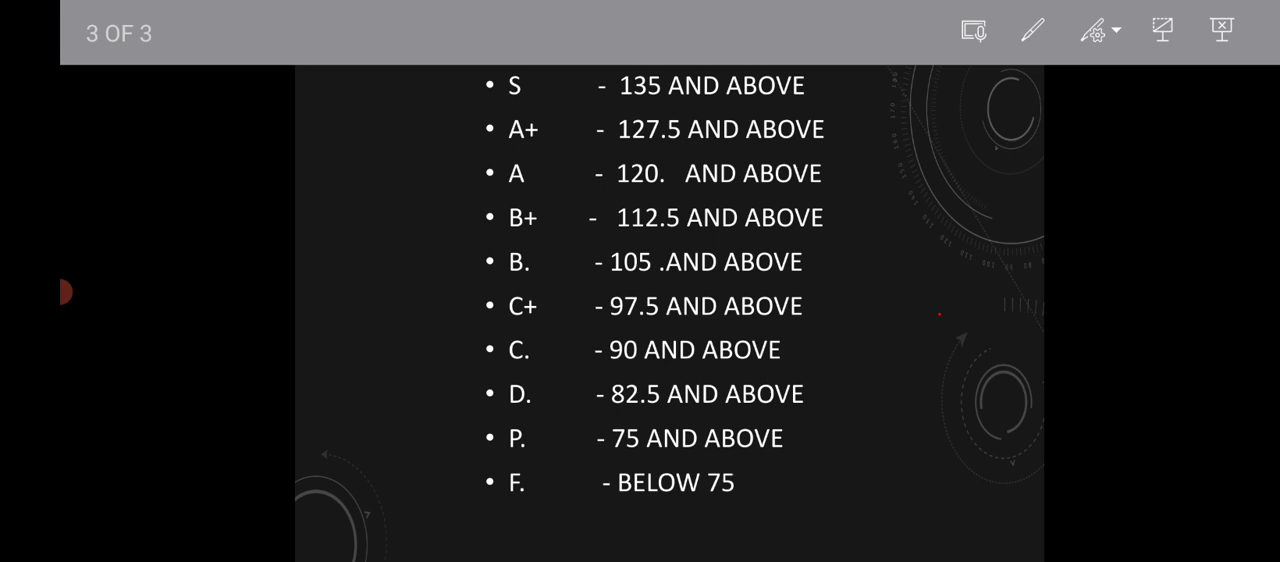 3 OF 3
• S - 135 AND ABOVE
• A+ - 127.5 AND ABOVE
• A - 120. AND ABOVE
• B+ - 112.5 AND ABOVE
• B. - 105 .AND ABOVE
• C+ - 97.5 AND ABOVE
• C. - 90 AND ABOVE
• D. - 82.5 AND ABOVE
• P. - 75 AND ABOVE
• F. - BELOW 75